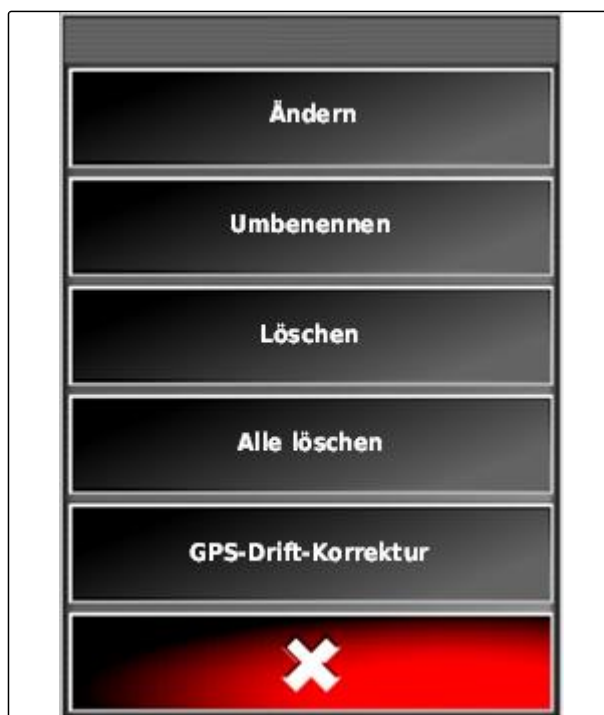 Ändern
Umbenennen
Löschen
Alle löschen
GPS-Drift-Korrektur